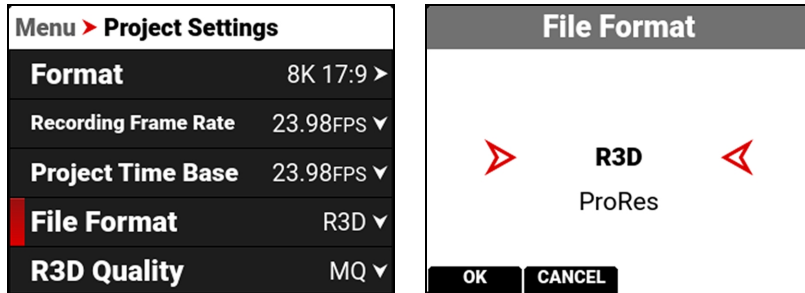 Menu > Project Settings
Format 8K 17:9 >
Recording Frame Rate 23.98FPS
Project Time Base 23.98FPS
File Format R3D
R3D Quality MQ
File Format
R3D
ProRes
OK CANCEL